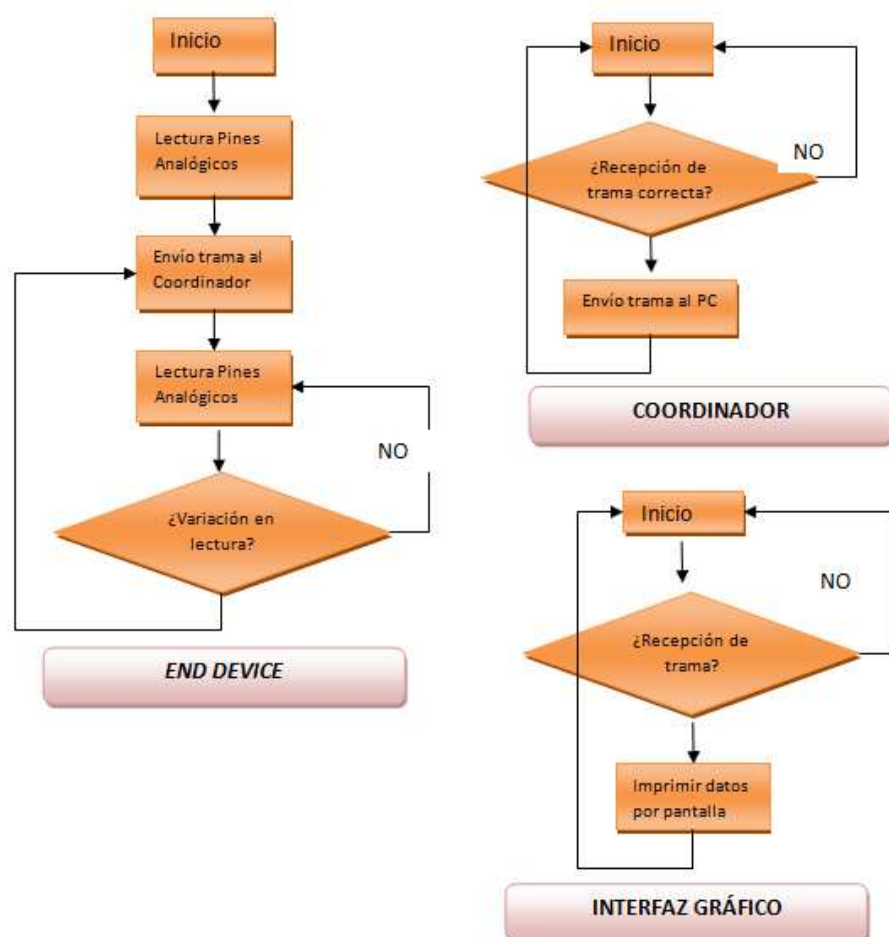 Inicio
Lectura Pines
Analógicos
Envío trama al
Coordinador
Lectura Pines
Analógicos
NO
¿Variación en
lectura?
END DEVICE
Inicio
NO
¿Recepción de
trama correcta?
Envío trama al PC
COORDINADOR
Inicio
NO
¿Recepción de
trama?
Imprimir datos
por pantalla
INTERFAZ GRÁFICO